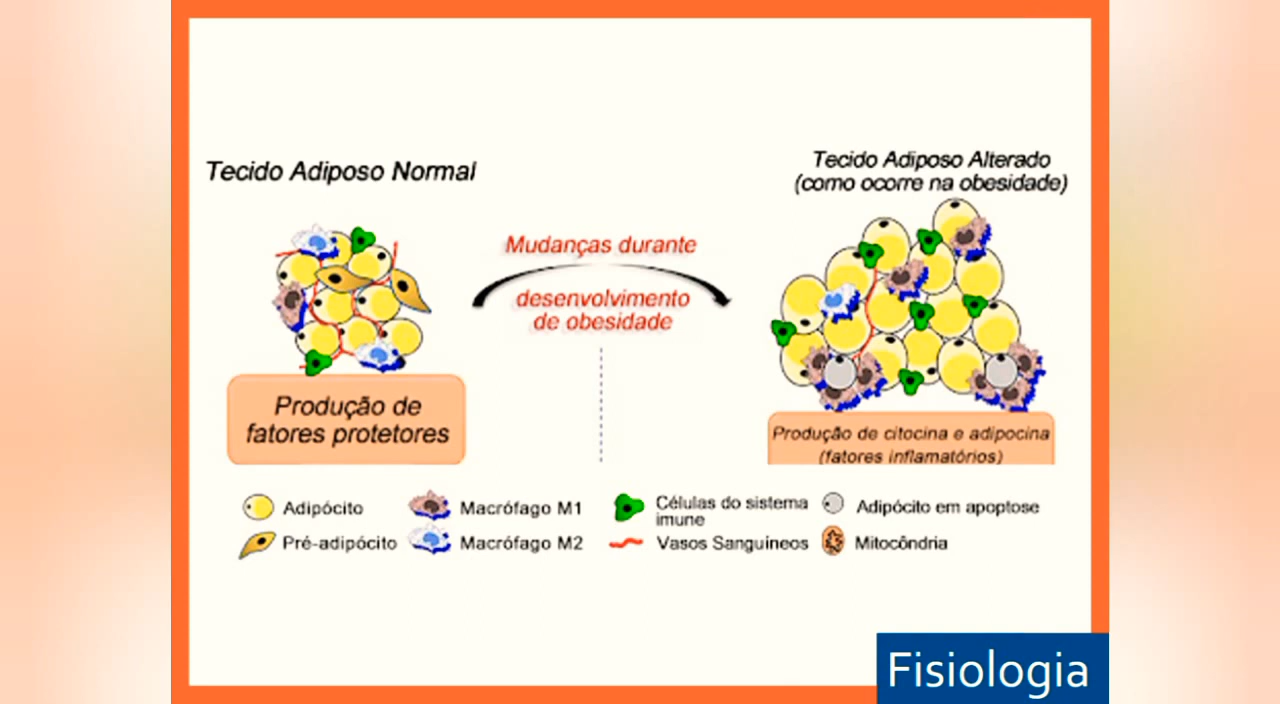 Tecido Adiposo Normal
Tecido Adiposo Alterado
(como ocorre na obesidade)
Mudanças durante
desenvolvimento
de obesidade
Produção de
fatores protetores
Produção de citocina e adipocina
(fatores inflamatórios)
Adipócito
Macrófago M1
Células do sistema
imune
Adipócito em apoptose
Pré-adipócito
Macrófago M2
Vasos Sanguíneos
Mitocôndria
Fisiologia